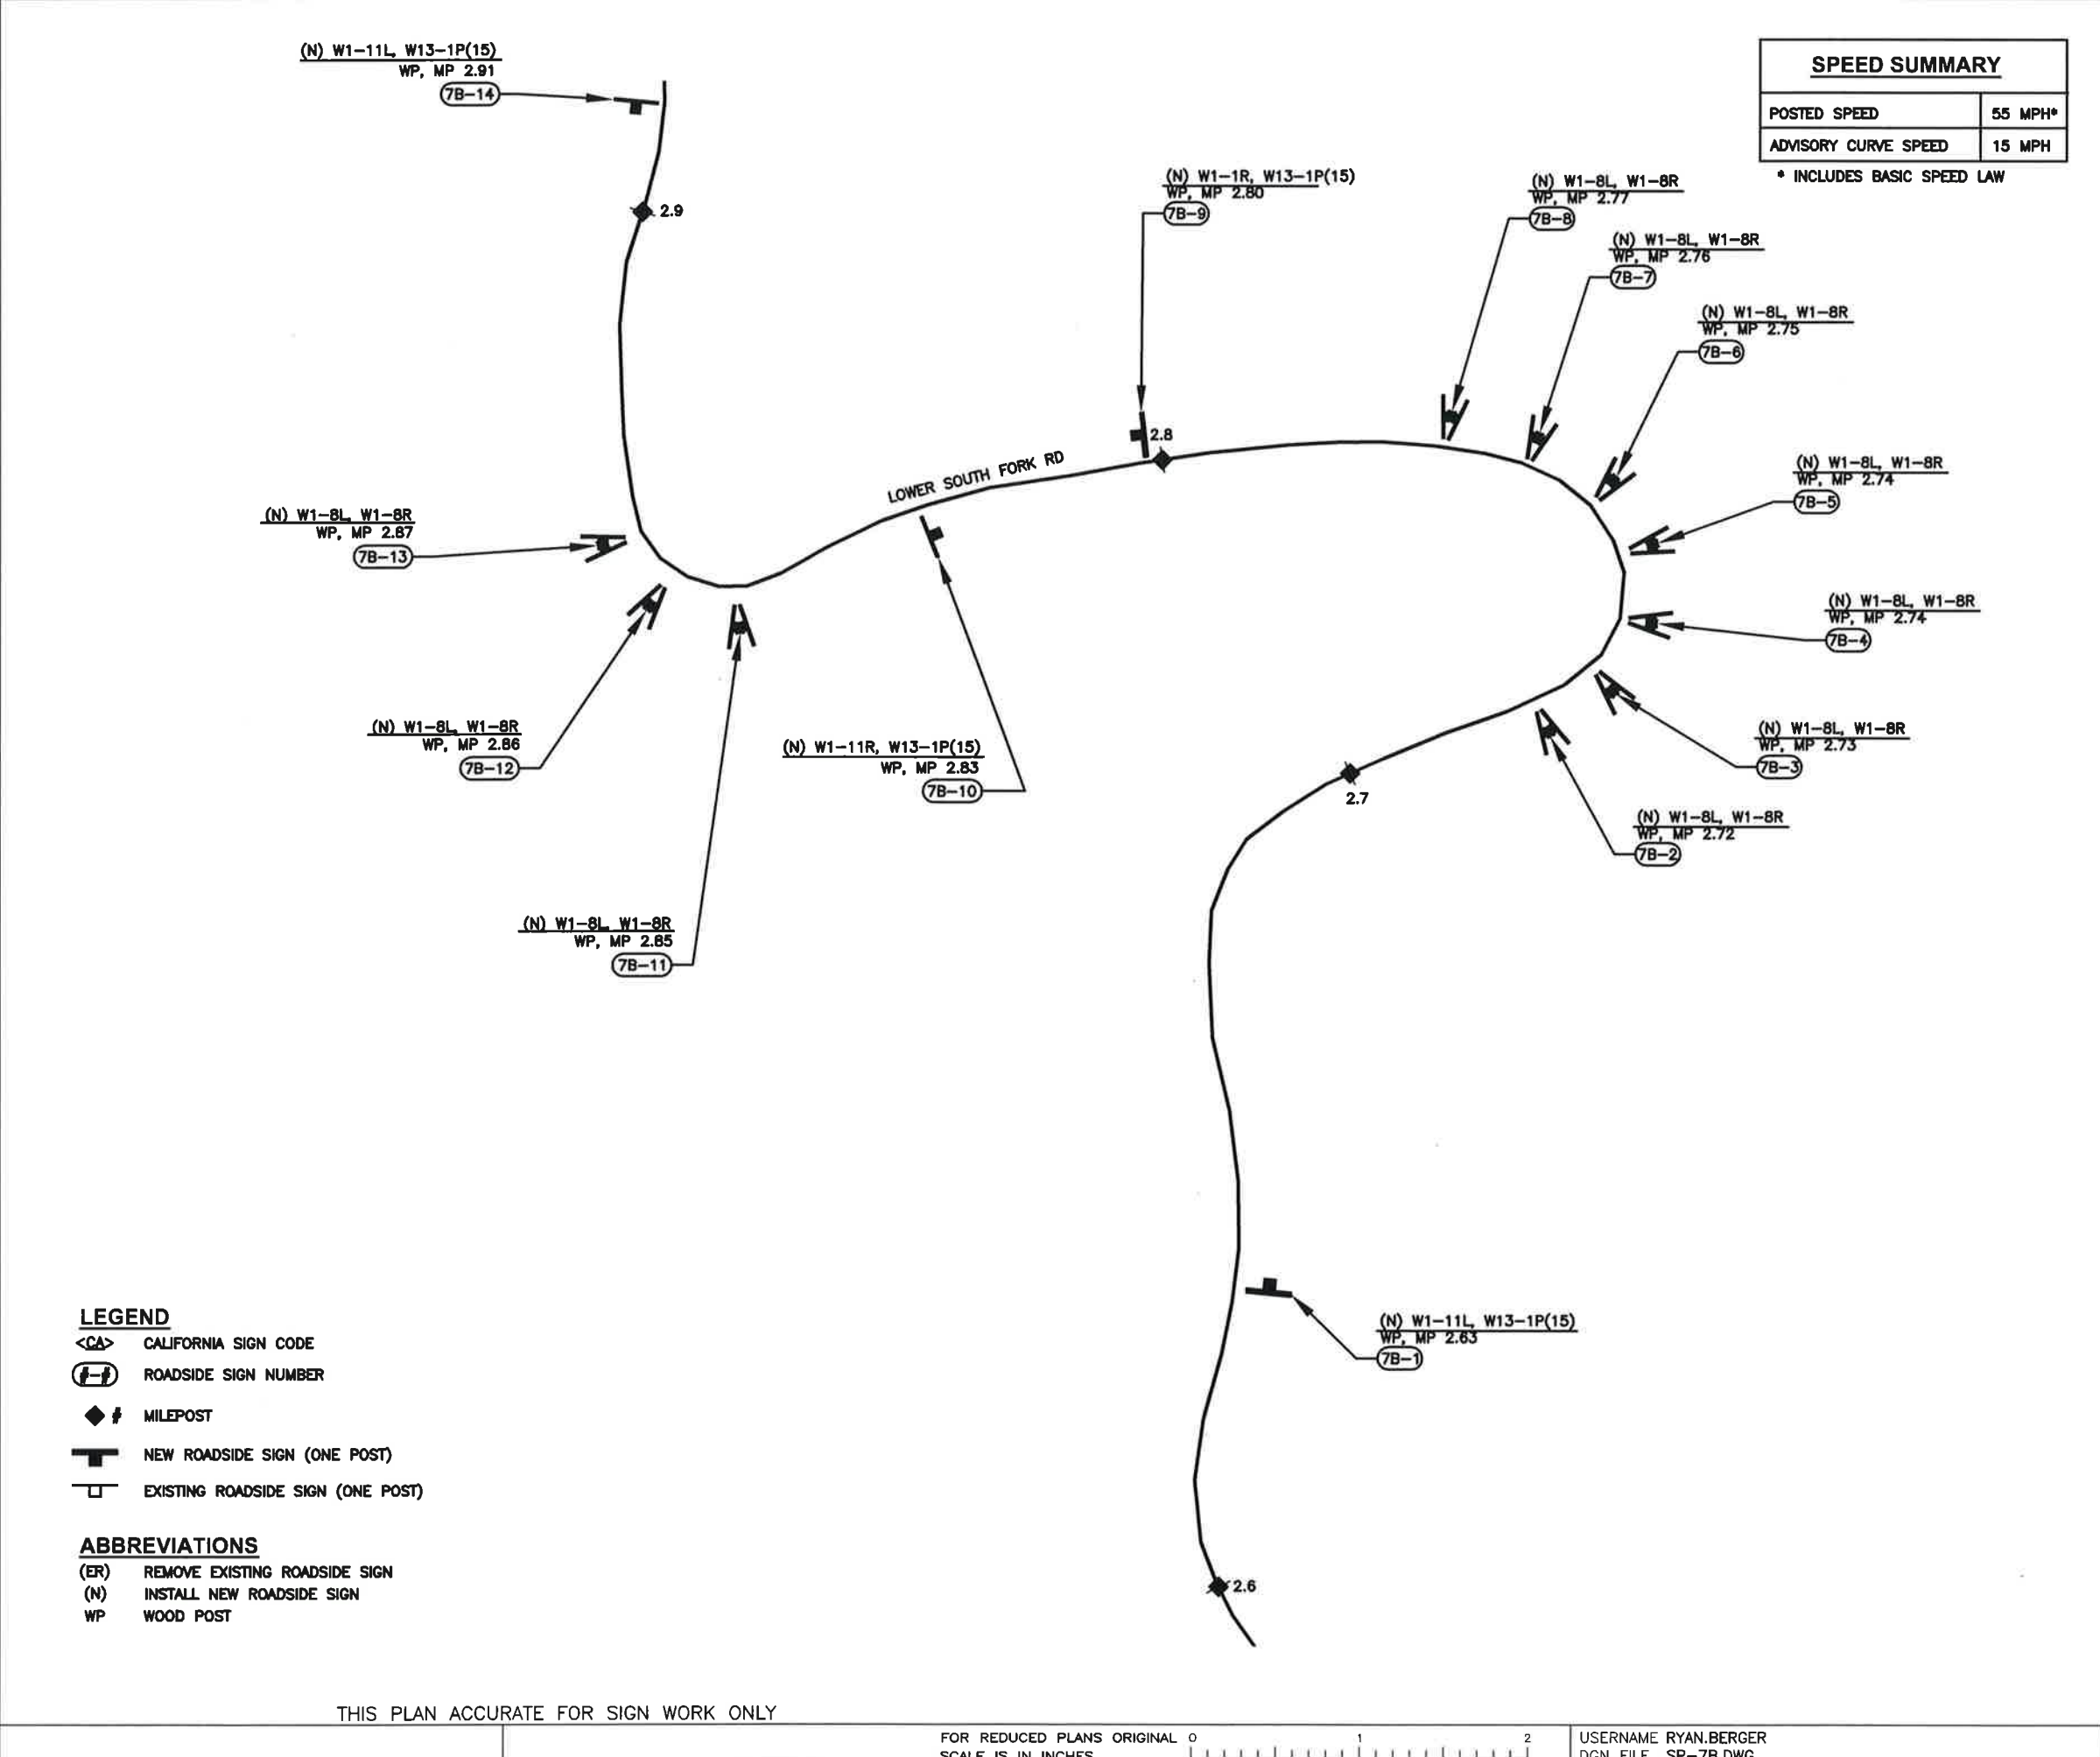 (N) W1-11L, W13-1P(15)
WP, MP 2.91
7B-14
SPEED SUMMARY
POSTED SPEED 55 MPH*
ADVISORY CURVE SPEED 15 MPH
* INCLUDES BASIC SPEED LAW
(N) W1-1R, W13-1P(15)
WP, MP 2.80
7B-9
(N) W1-8L, W1-8R
WP, MP 2.77
7B-8
(N) W1-8L, W1-8R
WP, MP 2.76
7B-7
(N) W1-8L, W1-8R
WP, MP 2.75
7B-6
(N) W1-8L, W1-8R
WP, MP 2.74
7B-5
(N) W1-8L, W1-8R
WP, MP 2.74
7B-4
(N) W1-8L, W1-8R
WP, MP 2.73
7B-3
(N) W1-8L, W1-8R
WP, MP 2.72
7B-2
2.9
2.8
LOWER SOUTH FORK RD
(N) W1-8L, W1-8R
WP, MP 2.87
7B-13
(N) W1-8L, W1-8R
WP, MP 2.86
7B-12
(N) W1-11R, W13-1P(15)
WP, MP 2.83
7B-10
2.7
(N) W1-8L, W1-8R
WP, MP 2.85
7B-11
(N) W1-11L, W13-1P(15)
WP, MP 2.63
7B-1
2.6
LEGEND
<CA> CALIFORNIA SIGN CODE
#-# ROADSIDE SIGN NUMBER
# MILEPOST
NEW ROADSIDE SIGN (ONE POST)
EXISTING ROADSIDE SIGN (ONE POST)
ABBREVIATIONS
(ER) REMOVE EXISTING ROADSIDE SIGN
(N) INSTALL NEW ROADSIDE SIGN
WP WOOD POST
THIS PLAN ACCURATE FOR SIGN WORK ONLY
FOR REDUCED PLANS ORIGINAL
SCALE IS IN INCHES
0 1 2
USERNAME RYAN.BERGER
DGN FILE SP-7B.DWG